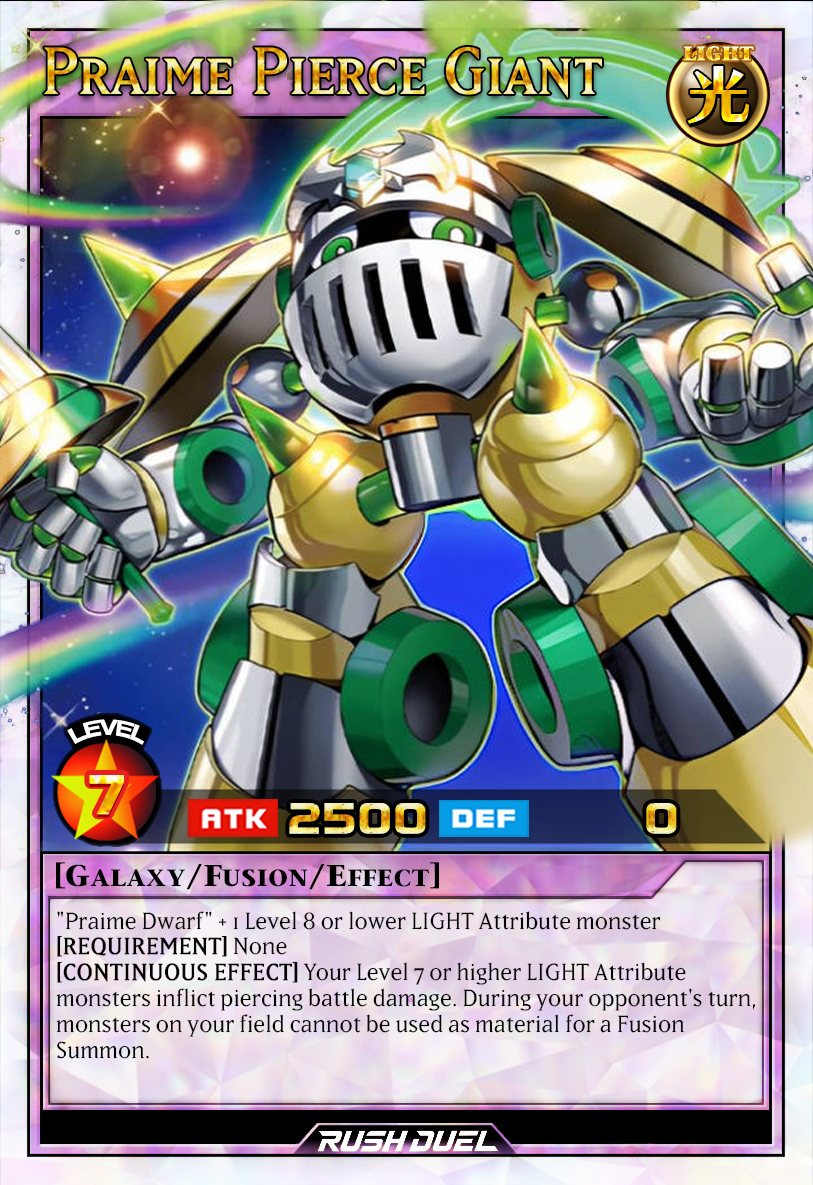 PRAIME PIERCE GIANT
LIGHT
光
LEVEL
7
ATK 2500 DEF 0
[GALAXY/FUSION/EFFECT]
"Praime Dwarf" + 1 Level 8 or lower LIGHT Attribute monster
[REQUIREMENT] None
[CONTINUOUS EFFECT] Your Level 7 or higher LIGHT Attribute
monsters inflict piercing battle damage. During your opponent's turn,
monsters on your field cannot be used as material for a Fusion
Summon.
RUSH DUEL